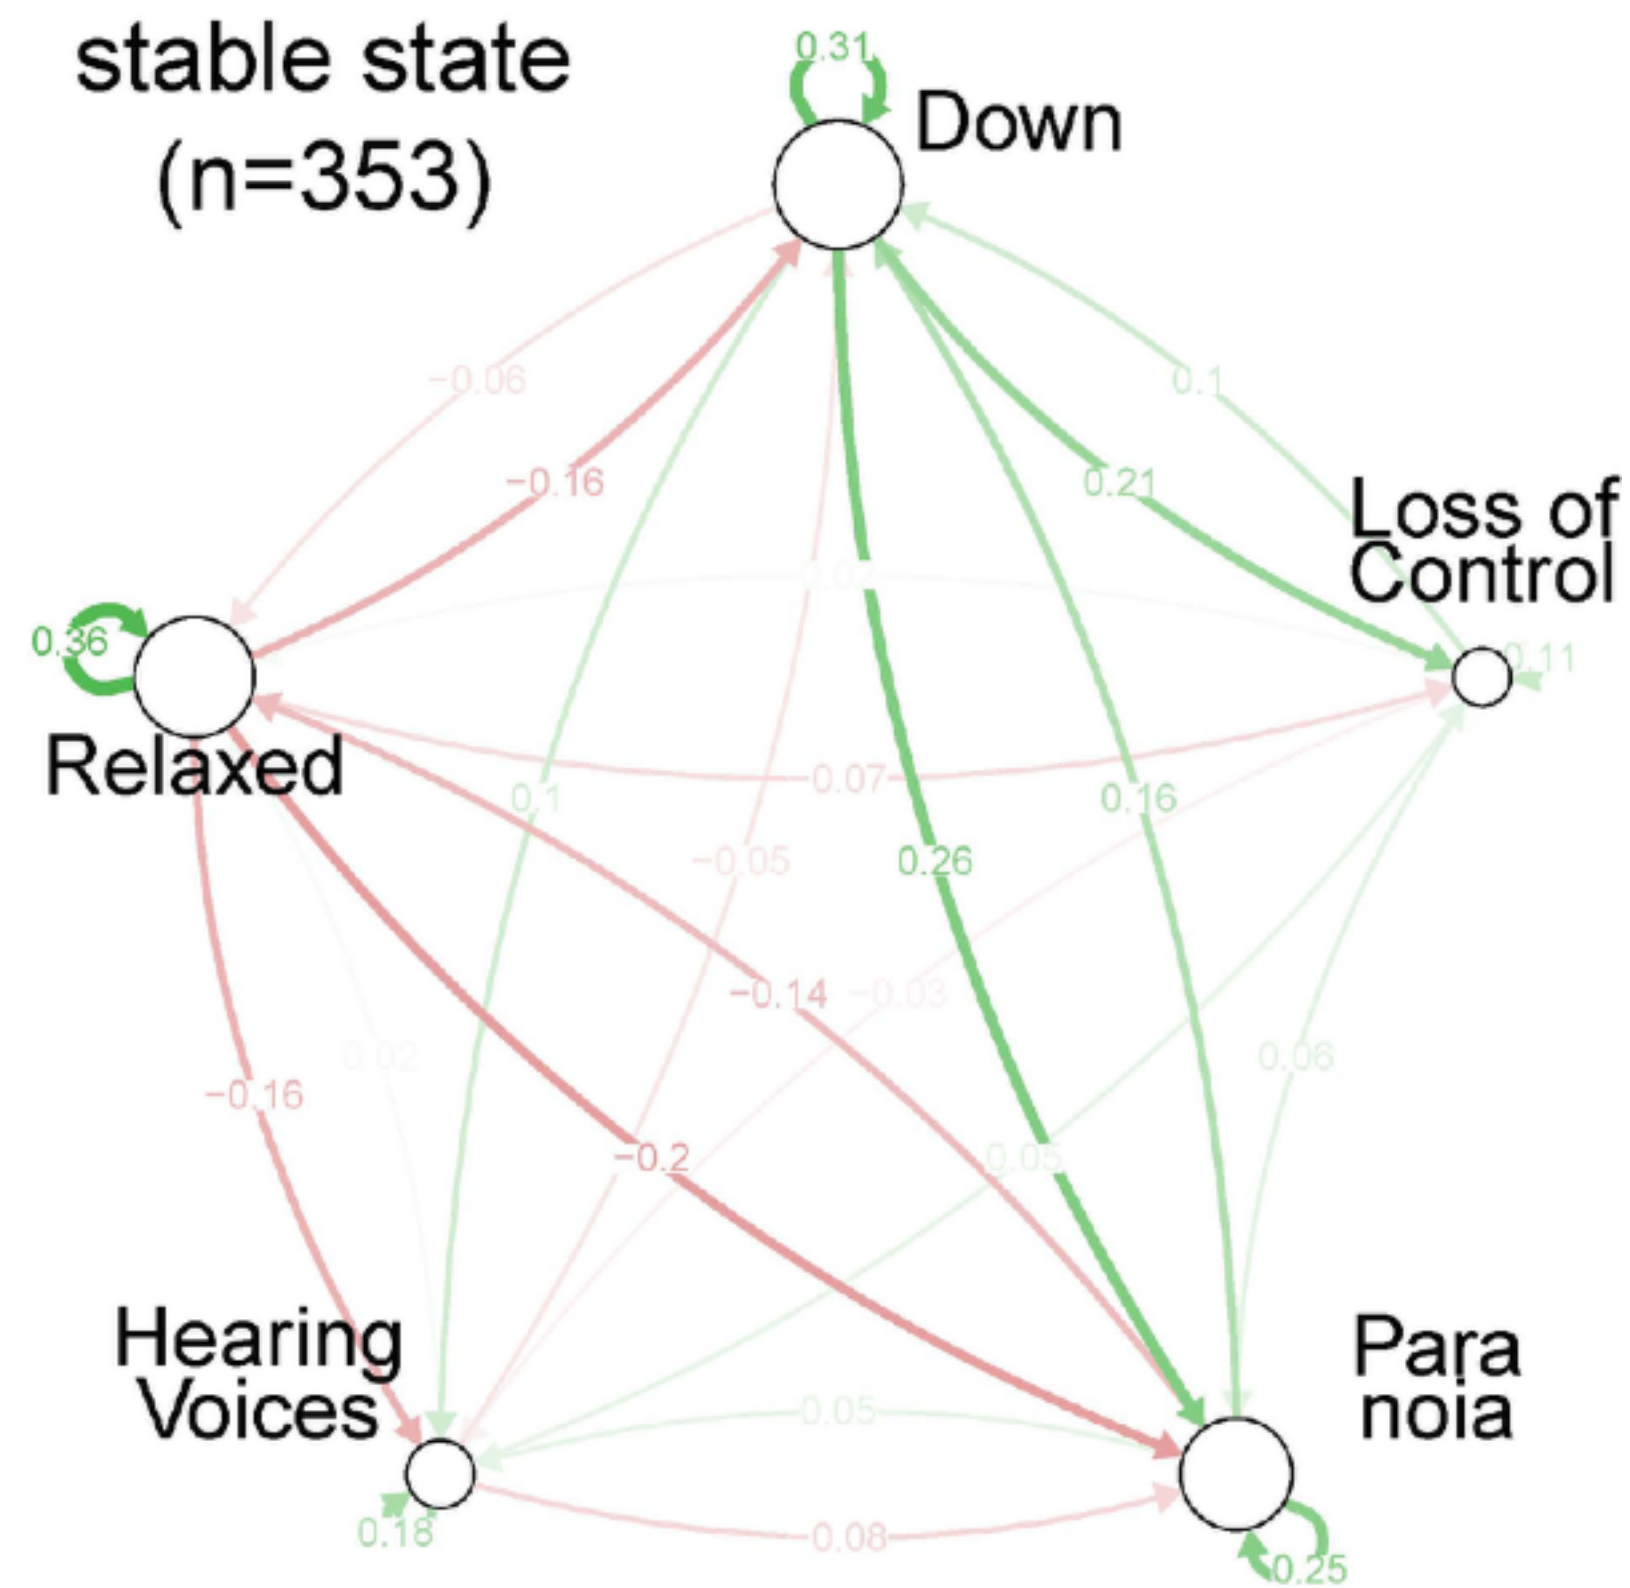 stable state
(n=353)
0.31
Down
−0.06
0.1
−0.16
0.21
Loss of
Control
0.36
0.11
Relaxed
−0.07
0.1
0.16
−0.05
0.26
−0.14
−0.03
0.02
0.06
−0.16
−0.2
0.05
Hearing
Voices
Para
noia
0.05
0.18
−0.08
0.25